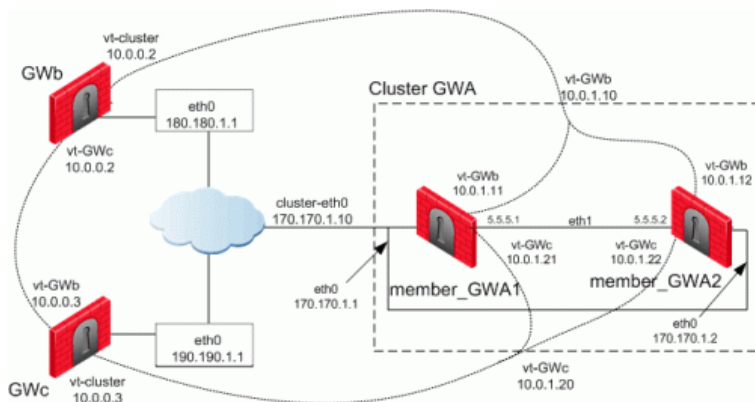 vt-cluster
10.0.0.2
GWb
eth0
180.180.1.1
vt-GWc
10.0.0.2
Cluster GWA
vt-GWb
10.0.1.10
vt-GWb
10.0.1.11
vt-GWb
10.0.1.12
cluster-eth0
170.170.1.10
5.5.5.1
eth1
5.5.5.2
vt-GWc
10.0.1.21
vt-GWc
10.0.1.22
eth0
170.170.1.1
member_GWA1
member_GWA2
vt-GWb
10.0.0.3
eth0
190.190.1.1
eth0
170.170.1.2
GWc
vt-cluster
10.0.0.3
vt-GWc
10.0.1.20